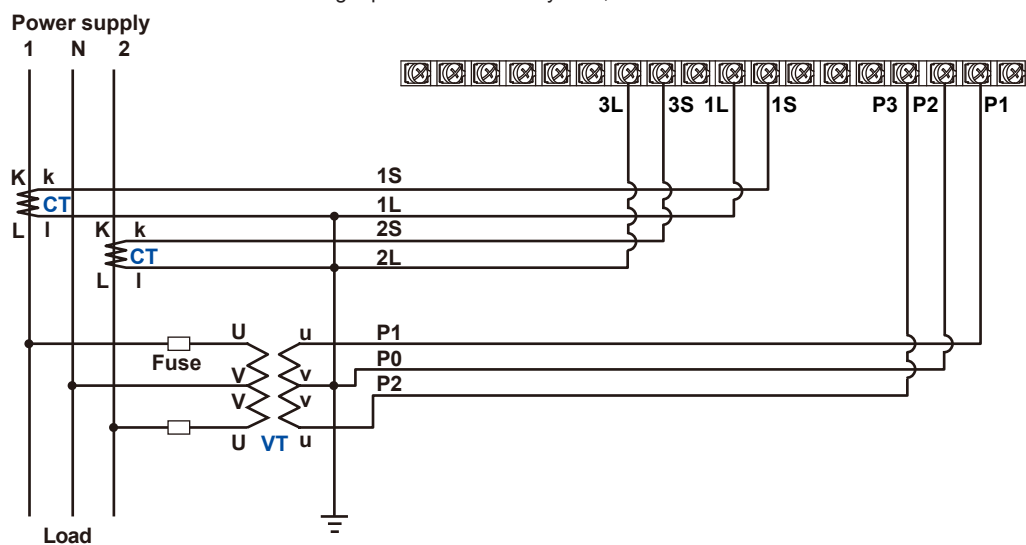 Power supply
1 N 2
3L 3S 1L 1S P3 P2 P1
K k 1S
CT
1L
L l K k 2S
CT
2L
L l
U u P1
Fuse
P0
V v
P2
V v
U VT u
Load